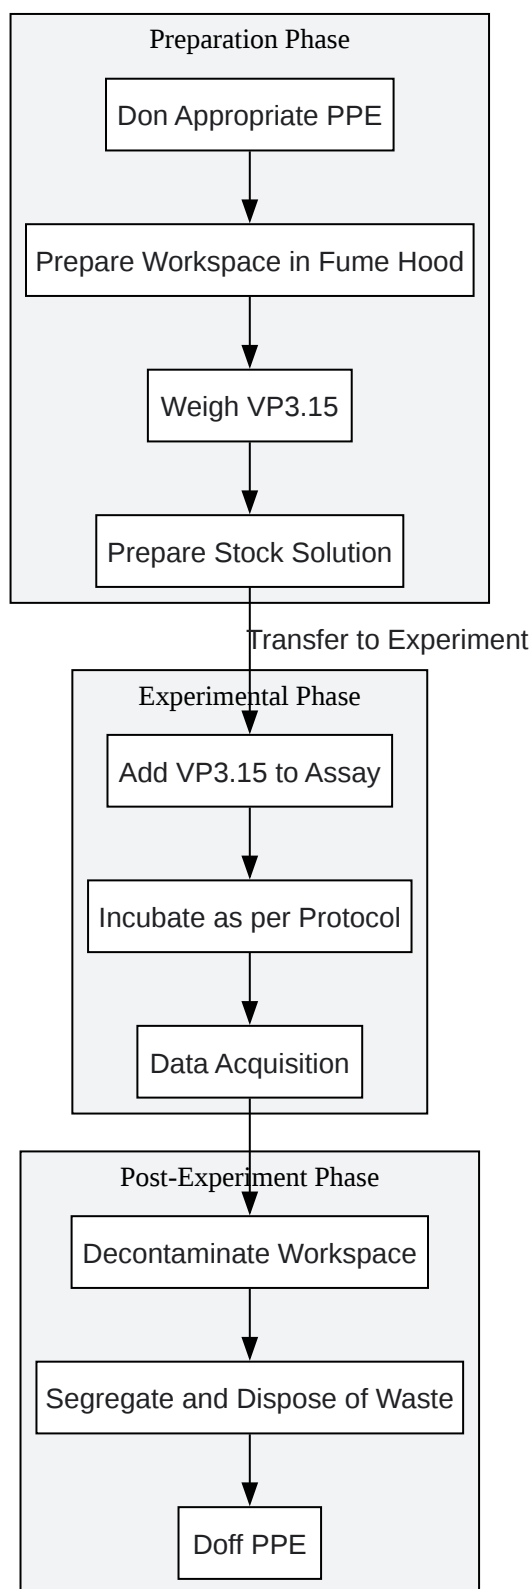 Preparation Phase
Don Appropriate PPE
Prepare Workspace in Fume Hood
Weigh VP3.15
Prepare Stock Solution
Transfer to Experiment
Experimental Phase
Add VP3.15 to Assay
Incubate as per Protocol
Data Acquisition
Post-Experiment Phase
Decontaminate Workspace
Segregate and Dispose of Waste
Doff PPE